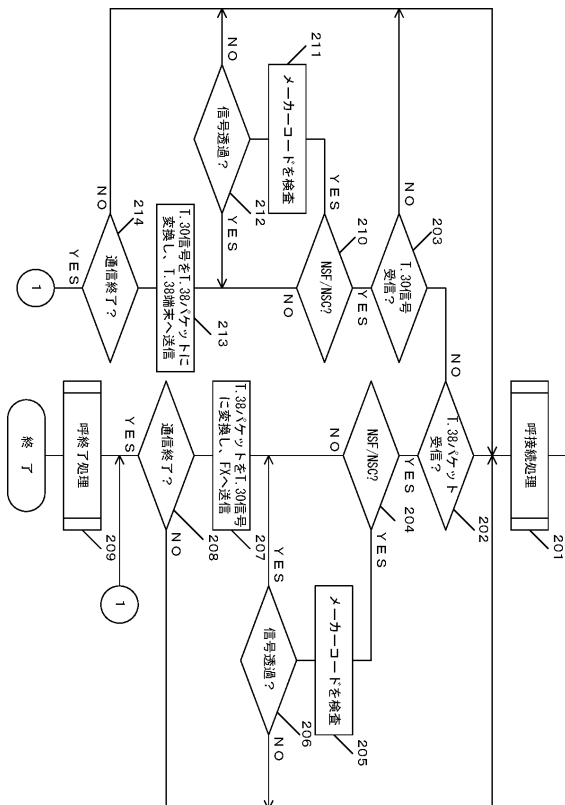 呼接続処理
201
T.38パケット
受信？
202
YES
NO
T.30信号
受信？
203
YES
NO
NSF/NSC?
204
YES
NO
メーカーコードを検査
205
信号透過？
206
YES
NO
T.38パケットをT.30信号
に変換し、FXへ送信
207
通信終了？
208
YES
NO
呼終了処理
209
終 了
1
NSF/NSC?
210
YES
NO
メーカーコードを検査
211
信号透過？
212
YES
NO
T.30信号をT.38パケットに
変換し、T.38端末へ送信
213
通信終了？
214
YES
NO
1